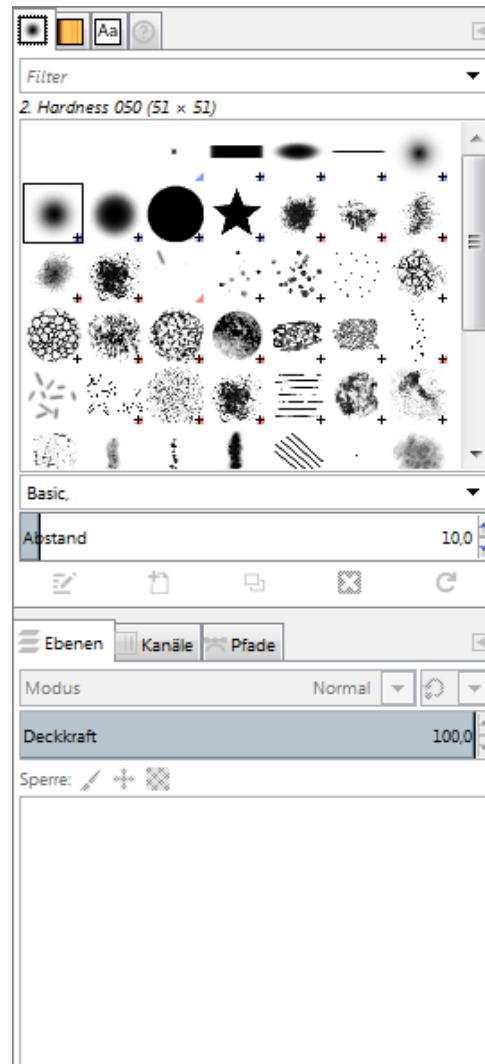 Aa
Filter
2. Hardness 050 (51 × 51)
Basic,
Abstand 10,0
Ebenen Kanäle Pfade
Modus Normal
Deckkraft 100,0
Sperre: